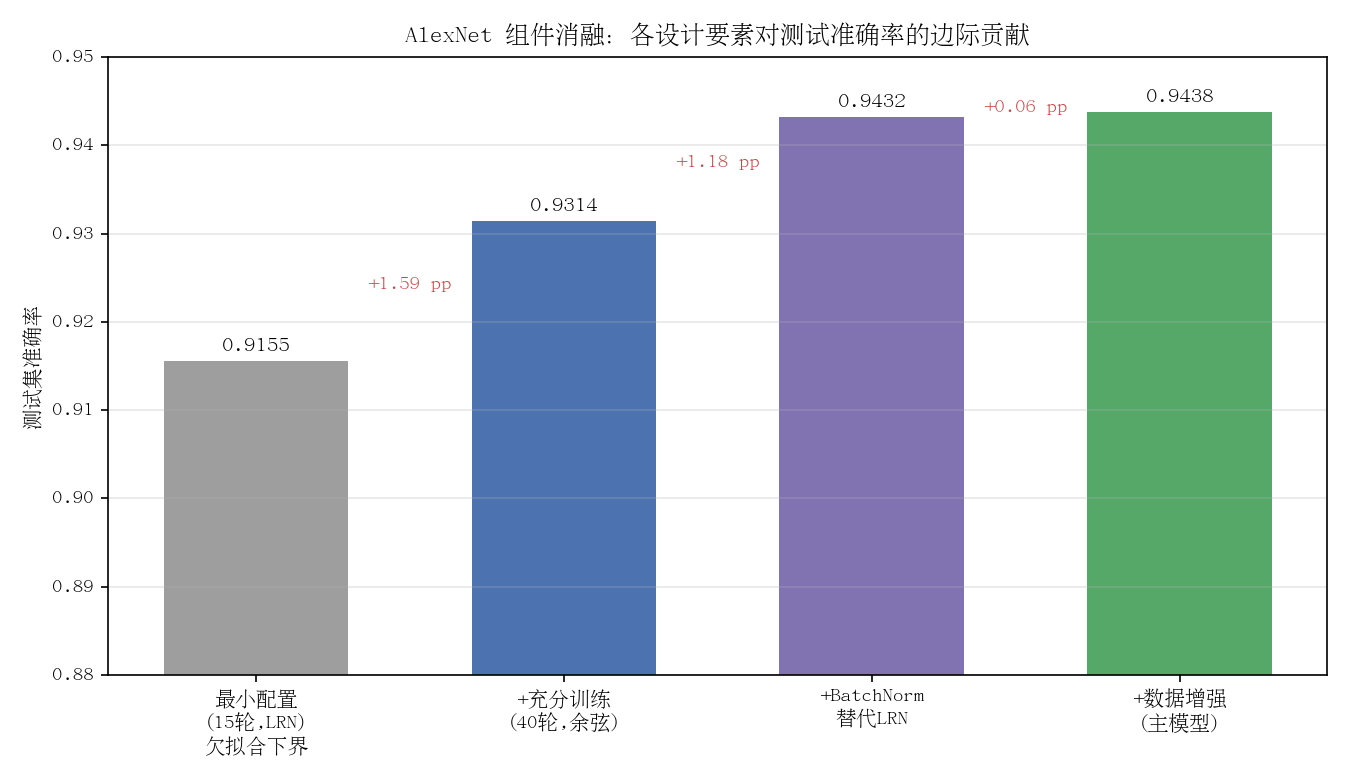 AlexNet 组件消融: 各设计要素对测试准确率的边际贡献
测试集准确率
0.95
0.94
0.93
0.92
0.91
0.90
0.89
0.88
0.9155
+1.59 pp
0.9314
+1.18 pp
0.9432
+0.06 pp
0.9438
最小配置
(15轮,LRN)
欠拟合下界
+充分训练
(40轮,余弦)
+BatchNorm
替代LRN
+数据增强
(主模型)